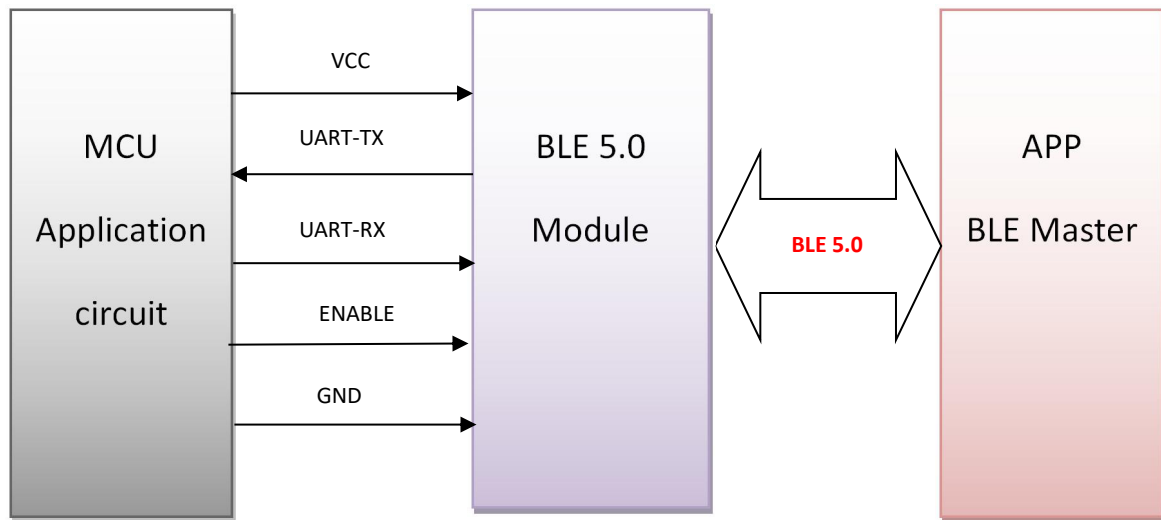 MCU
Application
circuit
VCC
UART-TX
UART-RX
ENABLE
GND
BLE 5.0
Module
BLE 5.0
APP
BLE Master